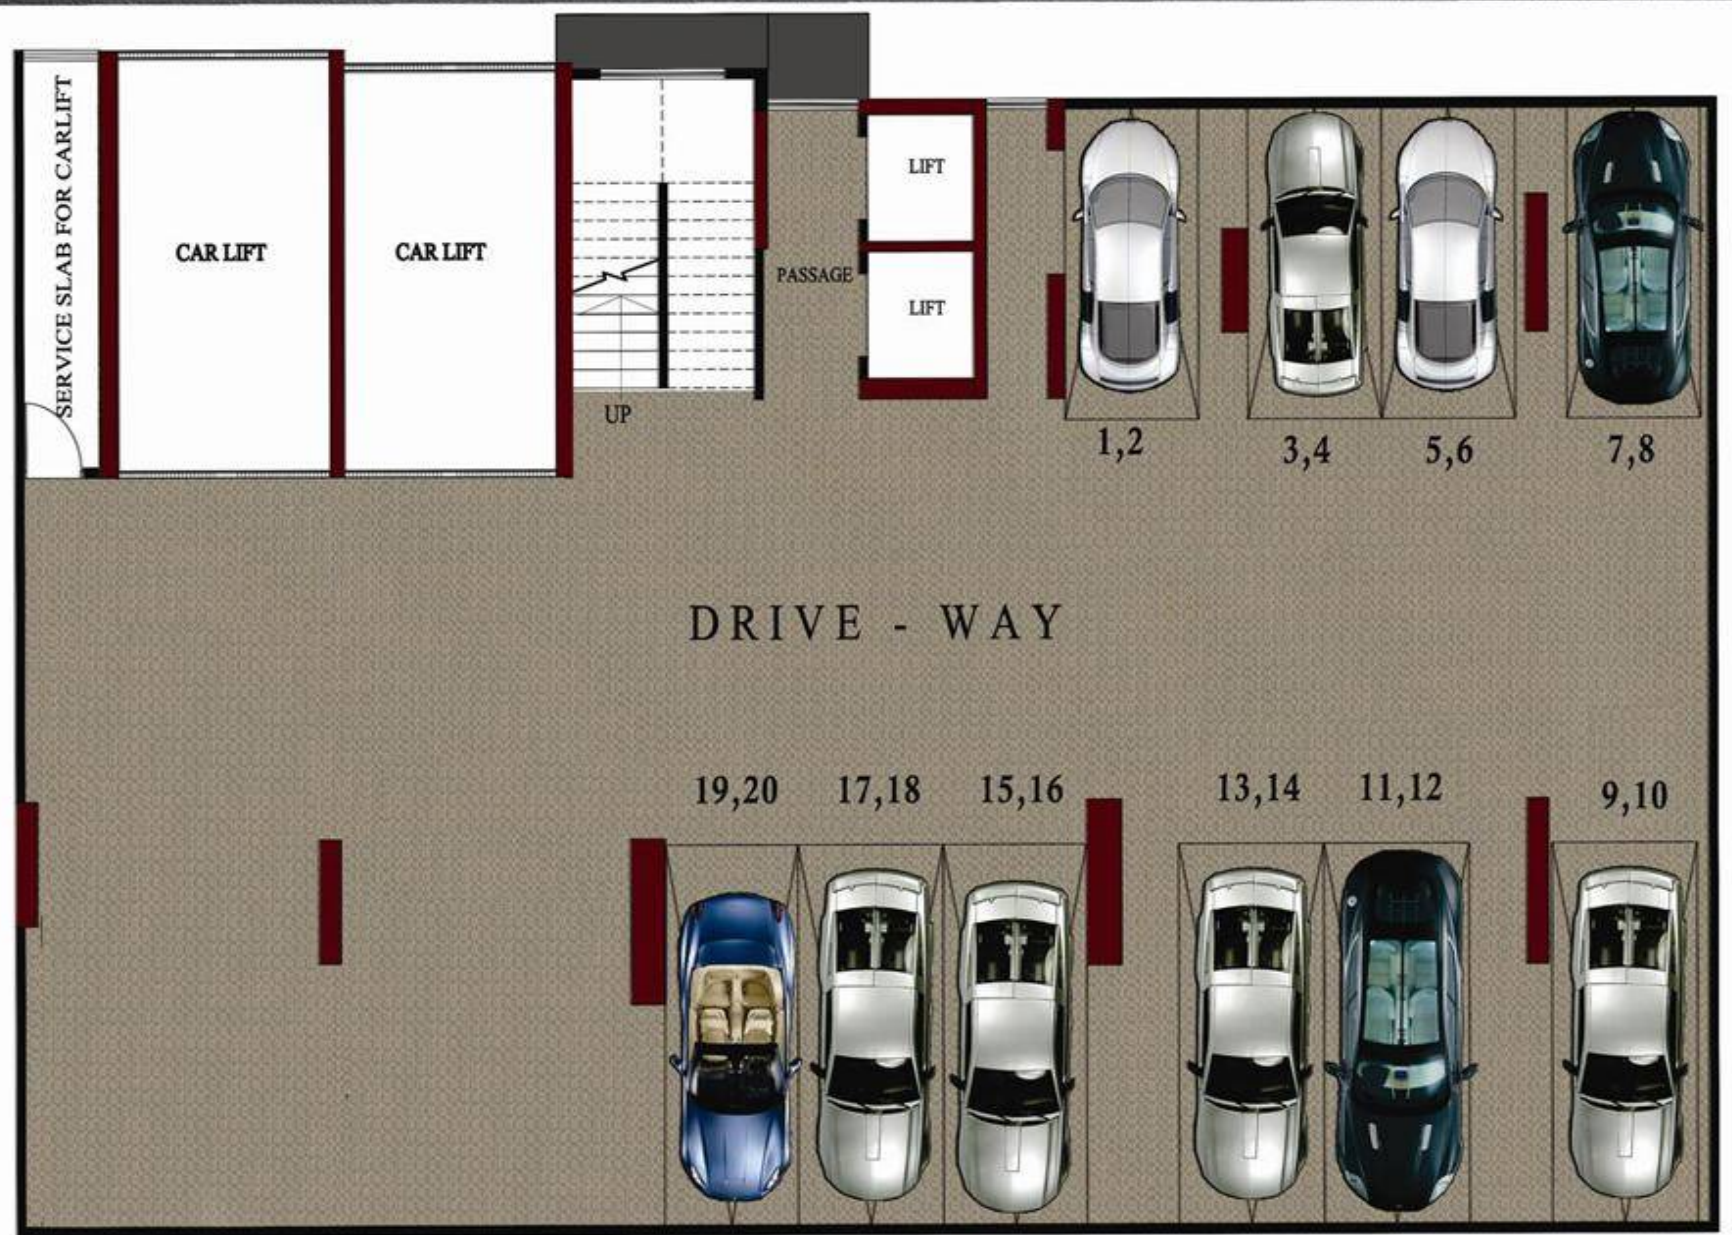 SERVICE SLAB FOR CARLIFT
CAR LIFT
CAR LIFT
UP
PASSAGE
LIFT
LIFT
1,2
3,4
5,6
7,8
DRIVE - WAY
19,20
17,18
15,16
13,14
11,12
9,10